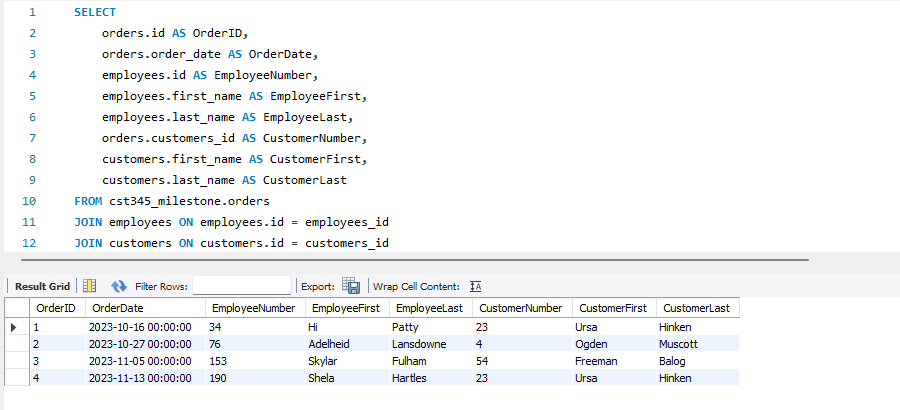 1 SELECT
2 orders.id AS OrderID,
3 orders.order_date AS OrderDate,
4 employees.id AS EmployeeNumber,
5 employees.first_name AS EmployeeFirst,
6 employees.last_name AS EmployeeLast,
7 orders.customers_id AS CustomerNumber,
8 customers.first_name AS CustomerFirst,
9 customers.last_name AS CustomerLast
10 FROM cst345_milestone.orders
11 JOIN employees ON employees.id = employees_id
12 JOIN customers ON customers.id = customers_id
Result Grid Filter Rows: Export: Wrap Cell Content: IA
OrderID OrderDate EmployeeNumber EmployeeFirst EmployeeLast CustomerNumber CustomerFirst CustomerLast
1 2023-10-16 00:00:00 34 Hi Patty 23 Ursa Hinken
2 2023-10-27 00:00:00 76 Adelheid Lansdowne 4 Ogden Muscott
3 2023-11-05 00:00:00 153 Skylar Fulham 54 Freeman Balog
4 2023-11-13 00:00:00 190 Shela Hartles 23 Ursa Hinken